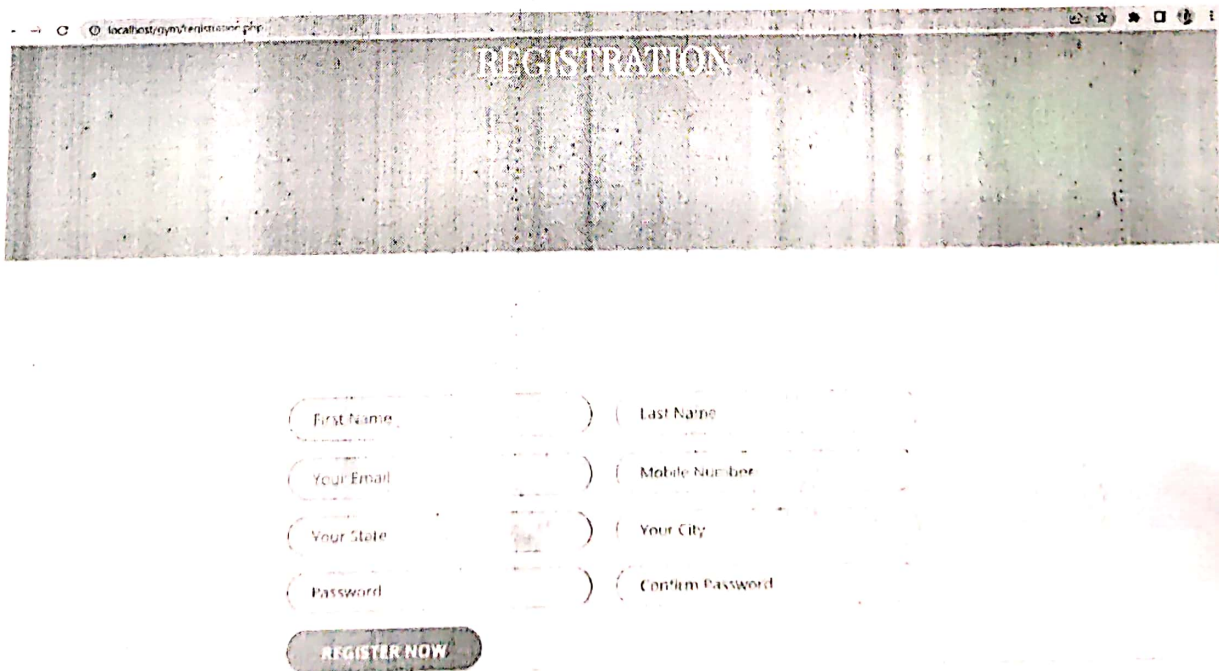 localhost/gym/registration.php
REGISTRATION
First Name
Last Name
Your Email
Mobile Number
Your State
Your City
Password
Confirm Password
REGISTER NOW